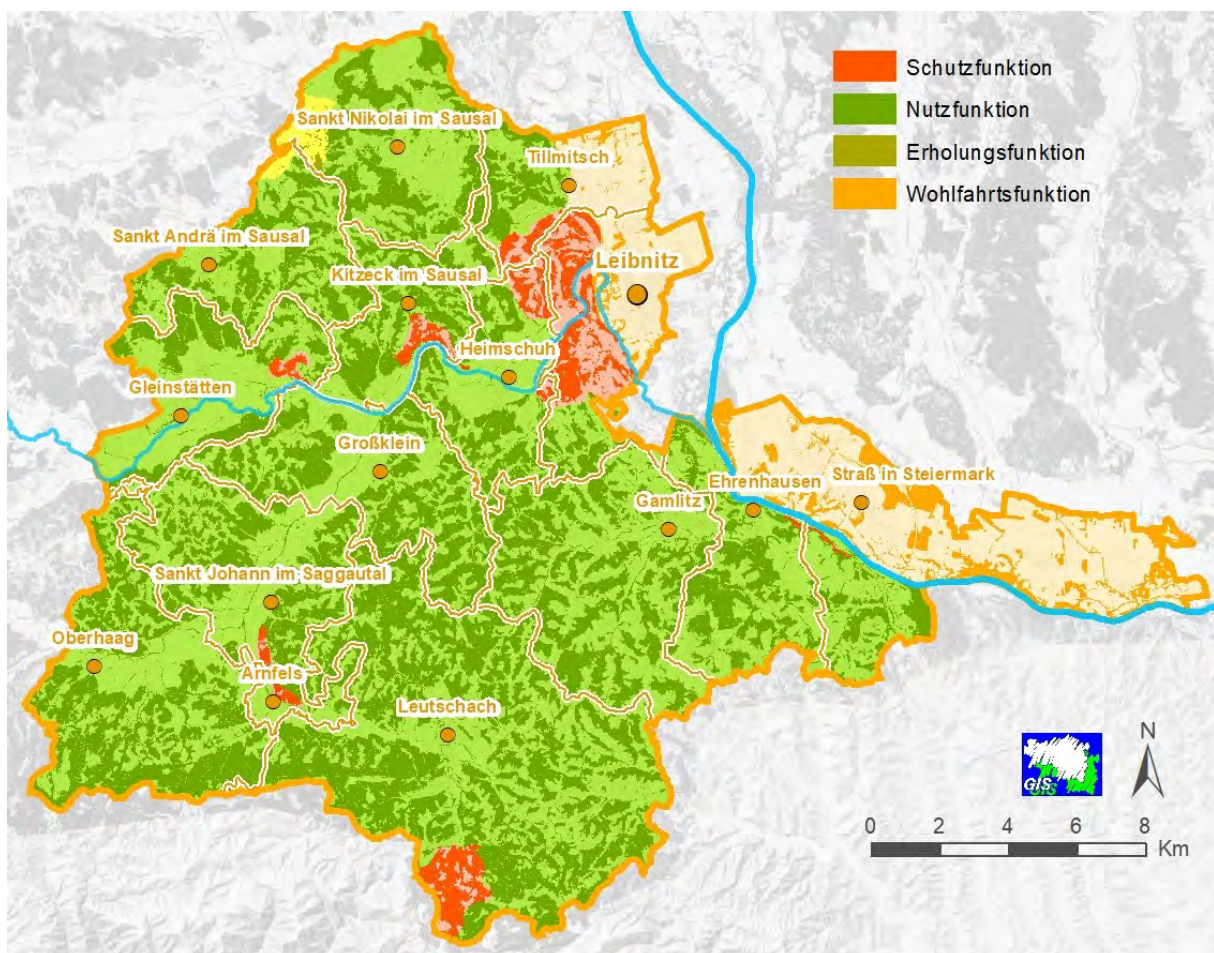 Schutzfunktion
Nutzfunktion
Erholungsfunktion
Wohlfahrtsfunktion
Sankt Nikolai im Sausal
Tillmitsch
Sankt Andrä im Sausal
Leibnitz
Kitzeck im Sausal
Heimschuh
Gleinstätten
Großklein
Ehrenhausen
Straß in Steiermark
Gamlitz
Sankt Johann im Saggautal
Oberhaag
Arnfels
Leutschach
N
GIS
GIS
0 2 4 6 8
Km